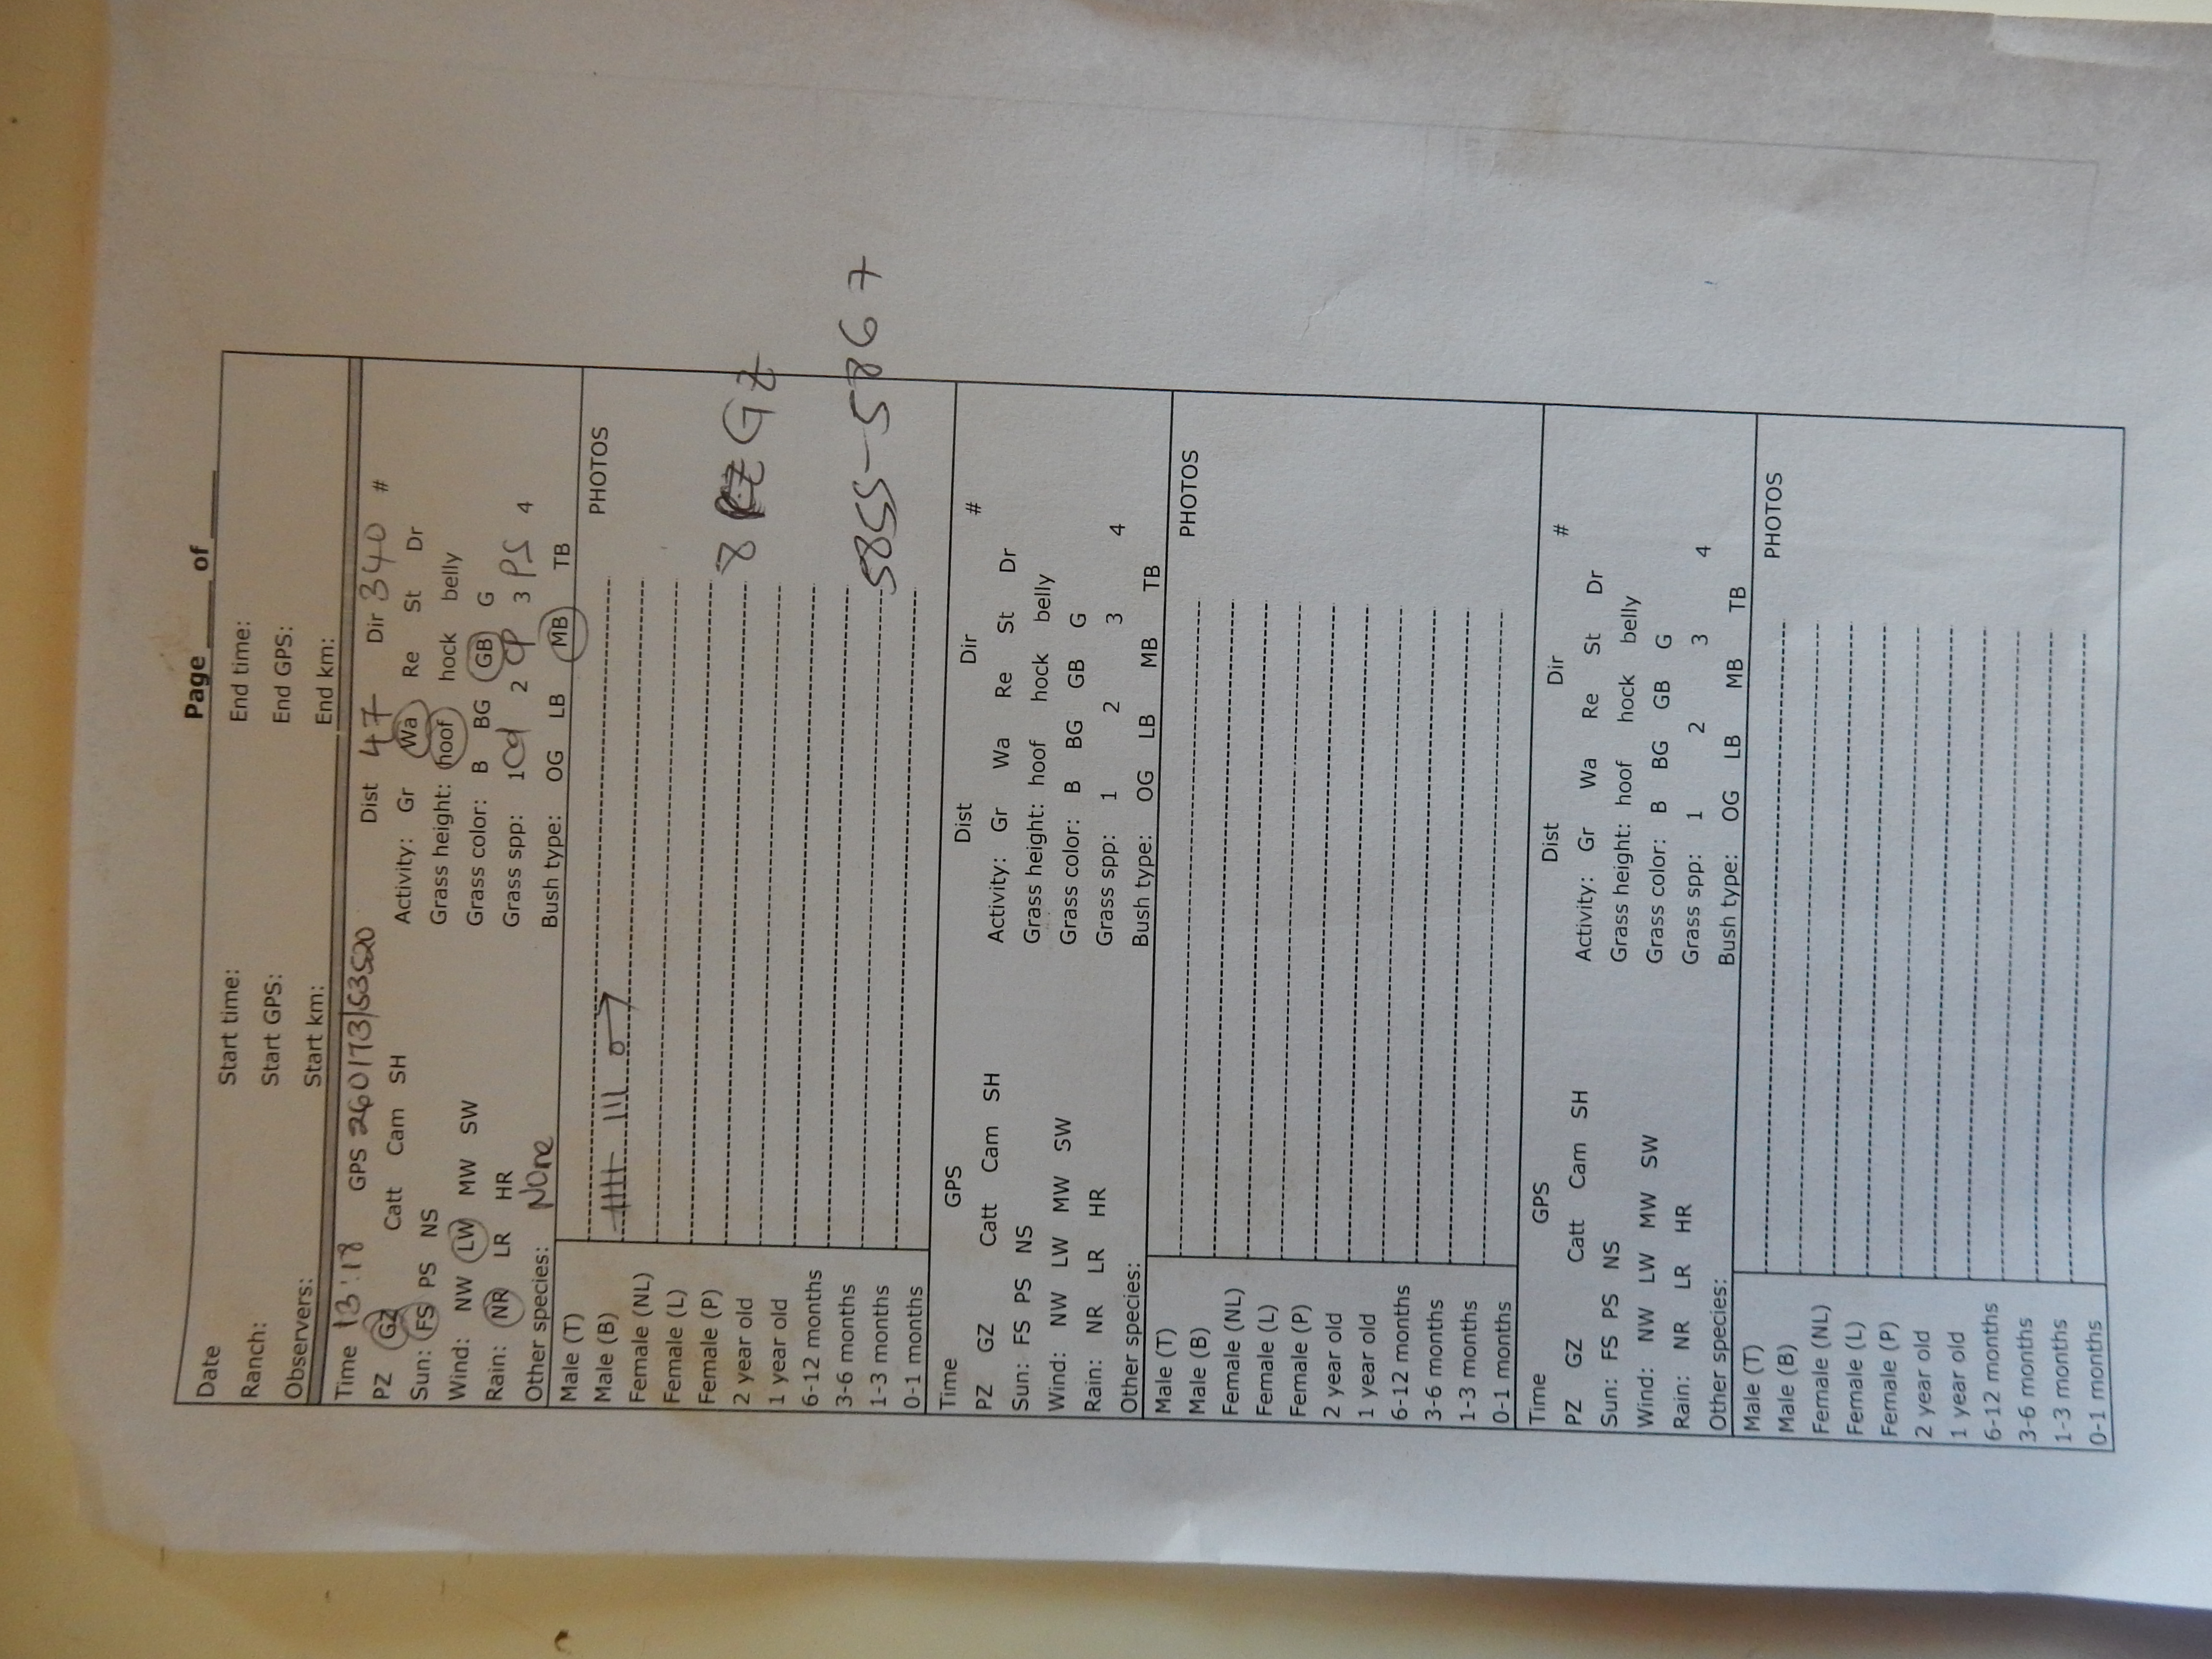 Page _____ of _____
Date Start time: End time:
Ranch: Start GPS: End GPS:
Observers: Start km: End km:
Time 13:18 GPS 260173/53520 Dist 47 Dir 340 #
PZ GZ Catt Cam SH Activity: Gr Wa Re St Dr
Sun: FS PS NS Grass height: hoof hock belly
Wind: NW LW MW SW Grass color: B BG GB G
Rain: NR LR HR Grass spp: 1 Cd 2 CP 3 PS 4
Other species: None Bush type: OG LB MB TB
Male (T) PHOTOS
Male (B)
Female (NL)
Female (L)
Female (P) 8 GZ
2 year old
1 year old
6-12 months
3-6 months 5855-5867
1-3 months
0-1 months
Time GPS Dist Dir #
PZ GZ Catt Cam SH Activity: Gr Wa Re St Dr
Sun: FS PS NS Grass height: hoof hock belly
Wind: NW LW MW SW Grass color: B BG GB G
Rain: NR LR HR Grass spp: 1 2 3 4
Other species: Bush type: OG LB MB TB
Male (T) PHOTOS
Male (B)
Female (NL)
Female (L)
Female (P)
2 year old
1 year old
6-12 months
3-6 months
1-3 months
0-1 months
Time GPS Dist Dir #
PZ GZ Catt Cam SH Activity: Gr Wa Re St Dr
Sun: FS PS NS Grass height: hoof hock belly
Wind: NW LW MW SW Grass color: B BG GB G
Rain: NR LR HR Grass spp: 1 2 3 4
Other species: Bush type: OG LB MB TB
Male (T) PHOTOS
Male (B)
Female (NL)
Female (L)
Female (P)
2 year old
1 year old
6-12 months
3-6 months
1-3 months
0-1 months